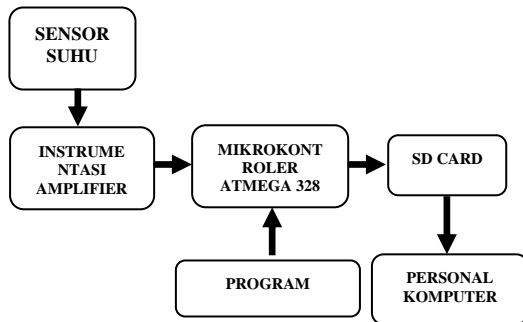 SENSOR
SUHU
INSTRUME
NTASI
AMPLIFIER
MIKROKONT
ROLER
ATMEGA 328
SD CARD
PROGRAM
PERSONAL
KOMPUTER